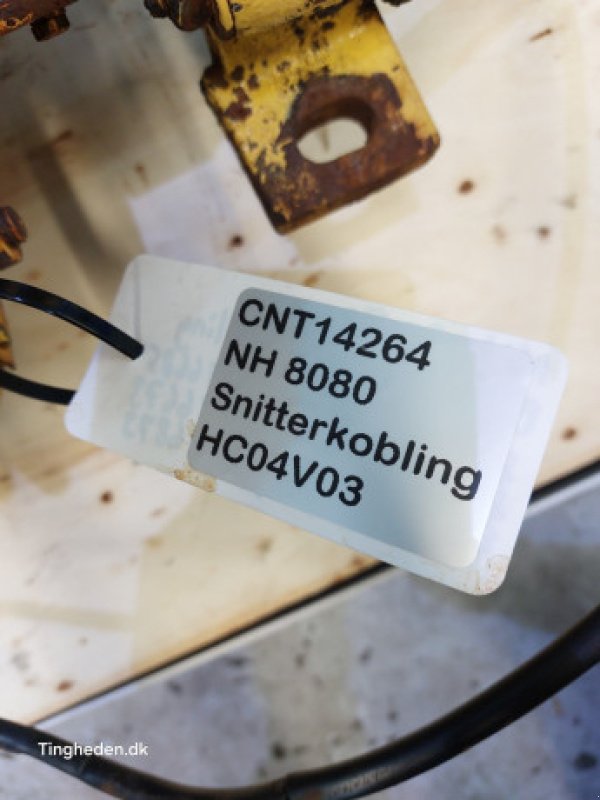 CNT14264
NH 8080
Snitterkobling
HC04V03
Tingheden.dk